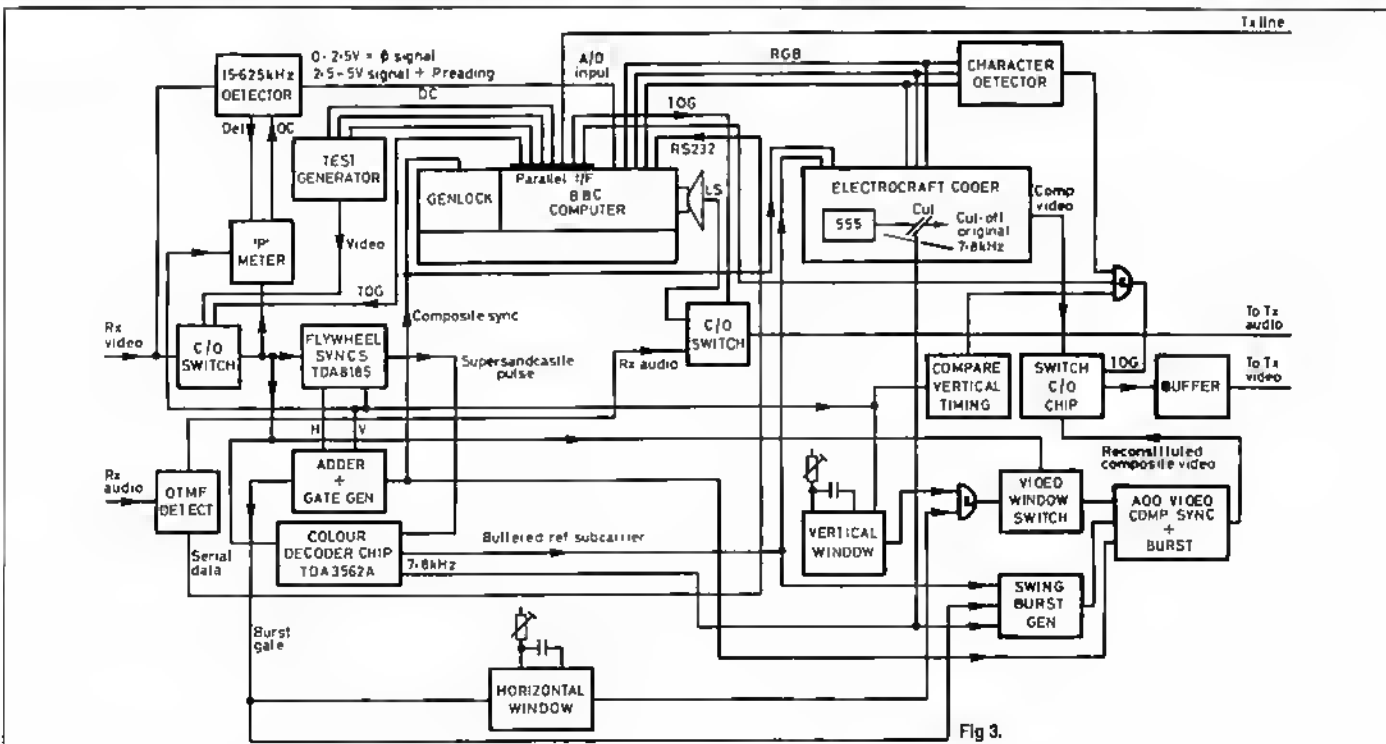 Tx line
0-2·5V = ϕ signal
2·5-5V signal + Preading
DC
15·625kHz
DETECTOR
A/D
input
RGB
CHARACTER
DETECTOR
Del
OC
TOG
RS232
TEST
GENERATOR
Parallel I/F
GENLOCK
BBC
COMPUTER
LS
ELECTROCRAFT CODER
555
Cut
Cut-off
original
7·8kHz
Comp
video
'P'
METER
Video
TOG
Composite sync
Rx
video
C/O
SWITCH
FLYWHEEL
SYNCS
TDA8185
Supersandcastle
pulse
Rx audio
C/O
SWITCH
COMPARE
VERTICAL
TIMING
SWITCH
C/O
CHIP
TOG
BUFFER
To Tx
audio
To Tx
video
H
V
Rx
audio
DTMF
DETECT
ADDER
+
GATE GEN
Reconstituted
composite video
VERTICAL
WINDOW
VIDEO
WINDOW
SWITCH
ADD VIDEO
COMP SYNC
+
BURST
Serial
data
COLOUR
DECODER CHIP
TDA3562A
Buffered ref subcarrier
7·8kHz
SWING
BURST
GEN
Burst
gate
HORIZONTAL
WINDOW
Fig 3.